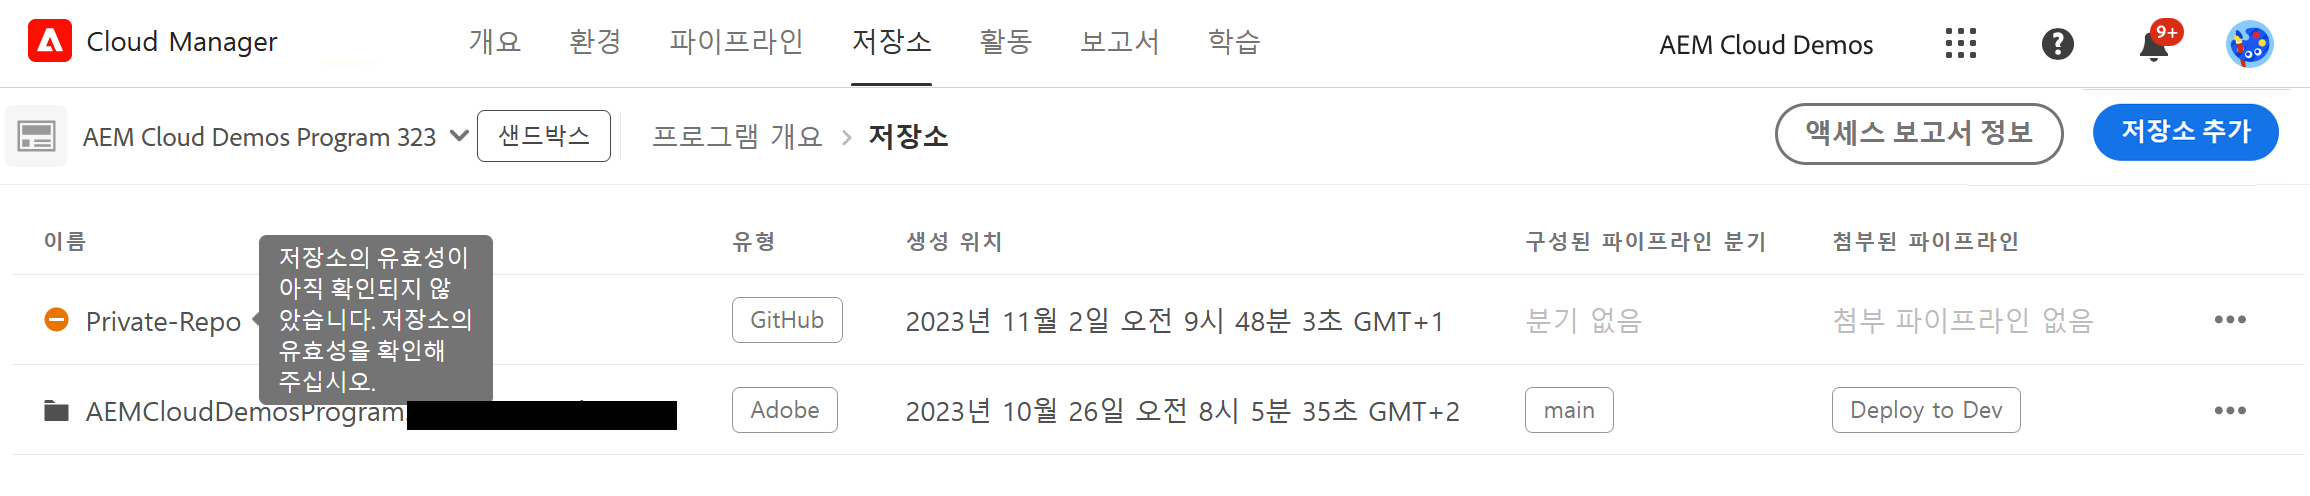 Cloud Manager 개요 환경 파이프라인 저장소 활동 보고서 학습 AEM Cloud Demos 9+
AEM Cloud Demos Program 323 샌드박스 프로그램 개요 > 저장소 액세스 보고서 정보 저장소 추가
이름 유형 생성 위치 구성된 파이프라인 분기 첨부된 파이프라인
저장소의 유효성이
아직 확인되지 않
았습니다. 저장소의
유효성을 확인해
주십시오.
Private-Repo GitHub 2023년 11월 2일 오전 9시 48분 3초 GMT+1 분기 없음 첨부 파이프라인 없음
AEMCloudDemosProgram Adobe 2023년 10월 26일 오전 8시 5분 35초 GMT+2 main Deploy to Dev